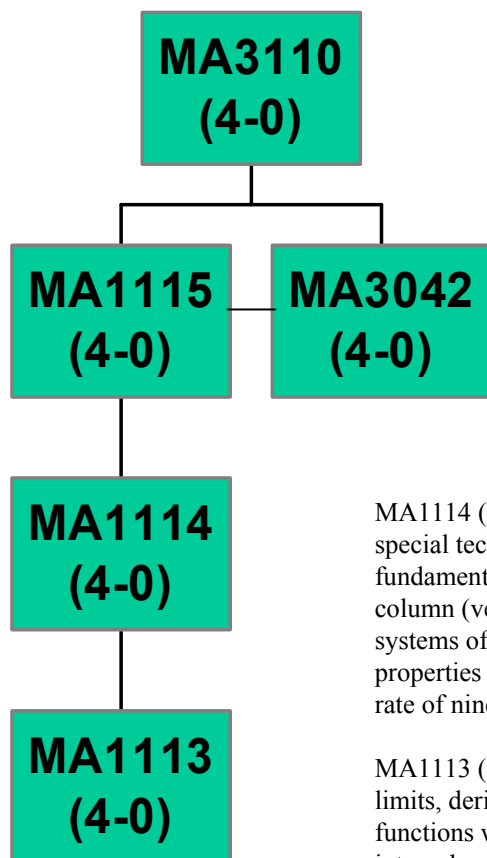 MA3110
(4-0)
MA1115
(4-0)
MA3042
(4-0)
MA1114
(4-0)
MA1113
(4-0)
MA1114 (
special tec
fundament
column (ve
systems of
properties
rate of nin
MA1113 (
limits, deri
functions v